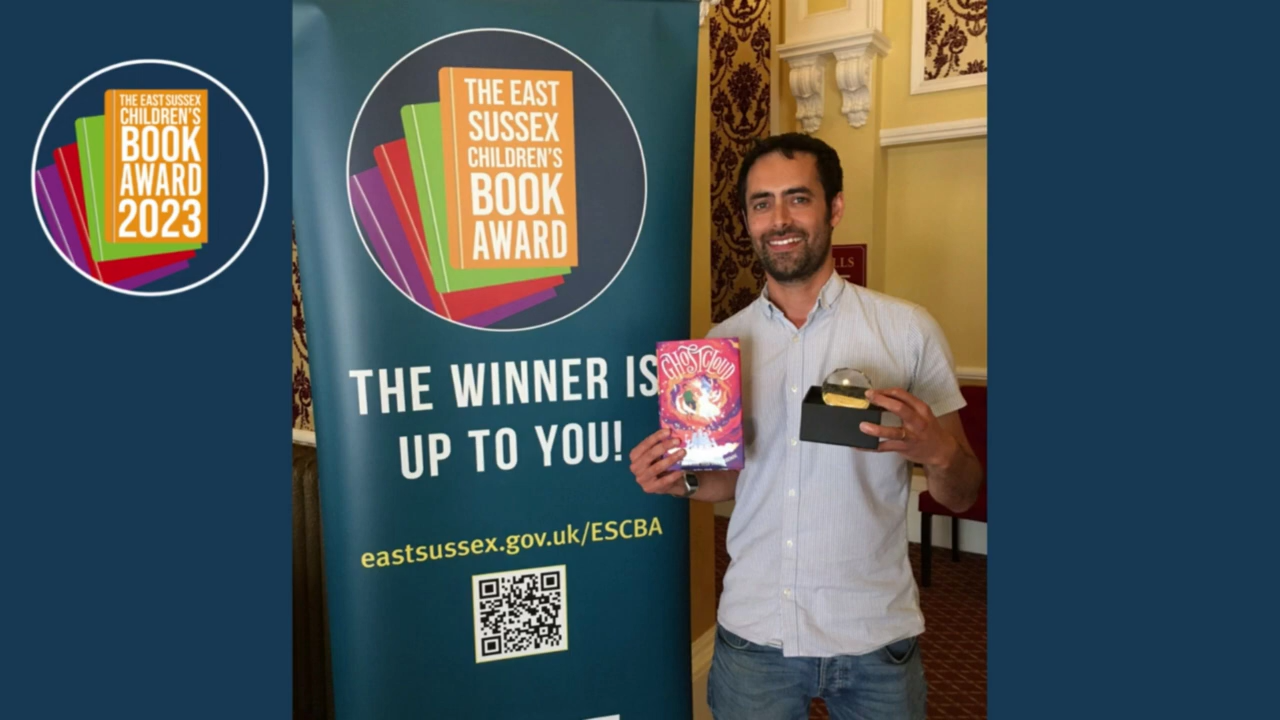 THE EAST SUSSEX
CHILDREN'S
BOOK
AWARD
2023
THE EAST
SUSSEX
CHILDREN'S
BOOK
AWARD
THE WINNER IS
UP TO YOU!
eastsussex.gov.uk/ESCBA
GHOSTCLOUD
LLS